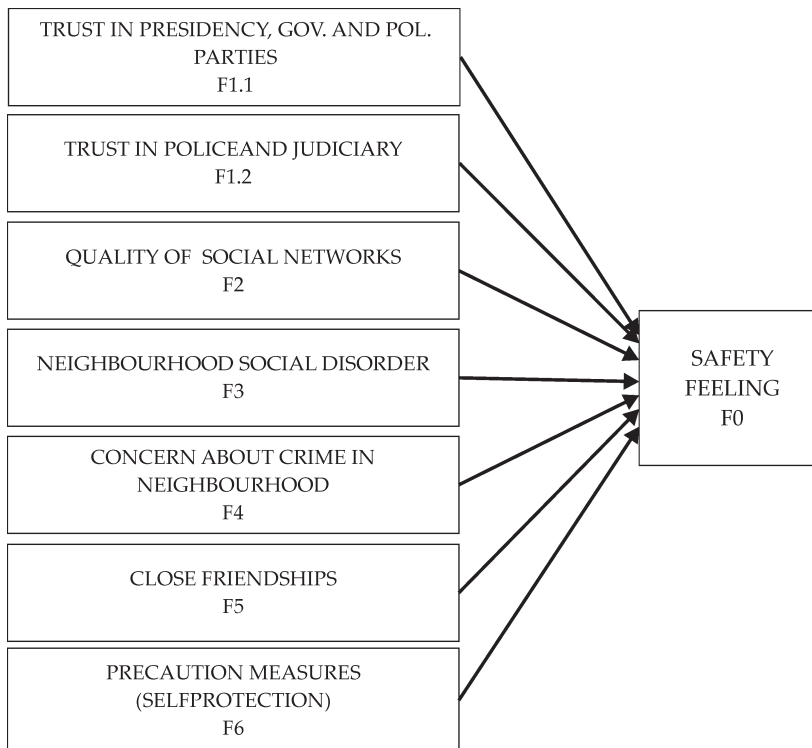 TRUST IN PRESIDENCY, GOV. AND POL.
PARTIES
F1.1
TRUST IN POLICEAND JUDICIARY
F1.2
QUALITY OF SOCIAL NETWORKS
F2
NEIGHBOURHOOD SOCIAL DISORDER
F3
CONCERN ABOUT CRIME IN
NEIGHBOURHOOD
F4
CLOSE FRIENDSHIPS
F5
PRECAUTION MEASURES
(SELFPROTECTION)
F6
SAFETY
FEELING
F0